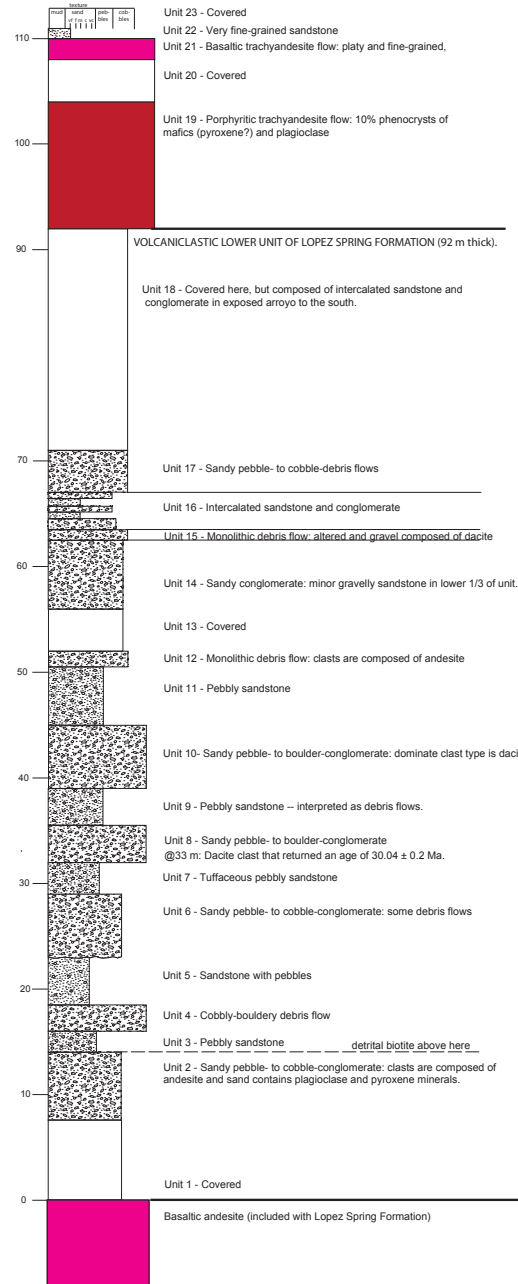 texture
mud sand peb- cob-
vf f m c vc bles bles
Unit 23 - Covered
Unit 22 - Very fine-grained sandstone
110
Unit 21 - Basaltic trachyandesite flow: platy and fine-grained,
Unit 20 - Covered
Unit 19 - Porphyritic trachyandesite flow: 10% phenocrysts of
mafics (pyroxene?) and plagioclase
100
VOLCANICLASTIC LOWER UNIT OF LOPEZ SPRING FORMATION (92 m thick).
90
Unit 18 - Covered here, but composed of intercalated sandstone and
conglomerate in exposed arroyo to the south.
70
Unit 17 - Sandy pebble- to cobble-debris flows
Unit 16 - Intercalated sandstone and conglomerate
Unit 15 - Monolithic debris flow: altered and gravel composed of dacite
60
Unit 14 - Sandy conglomerate: minor gravelly sandstone in lower 1/3 of unit.
Unit 13 - Covered
Unit 12 - Monolithic debris flow: clasts are composed of andesite
50
Unit 11 - Pebbly sandstone
Unit 10- Sandy pebble- to boulder-conglomerate: dominate clast type is daci
40
Unit 9 - Pebbly sandstone -- interpreted as debris flows.
Unit 8 - Sandy pebble- to boulder-conglomerate
@33 m: Dacite clast that returned an age of 30.04 ± 0.2 Ma.
30
Unit 7 - Tuffaceous pebbly sandstone
Unit 6 - Sandy pebble- to cobble-conglomerate: some debris flows
Unit 5 - Sandstone with pebbles
20
Unit 4 - Cobbly-bouldery debris flow
Unit 3 - Pebbly sandstone detrital biotite above here
Unit 2 - Sandy pebble- to cobble-conglomerate: clasts are composed of
andesite and sand contains plagioclase and pyroxene minerals.
10
Unit 1 - Covered
0
Basaltic andesite (included with Lopez Spring Formation)